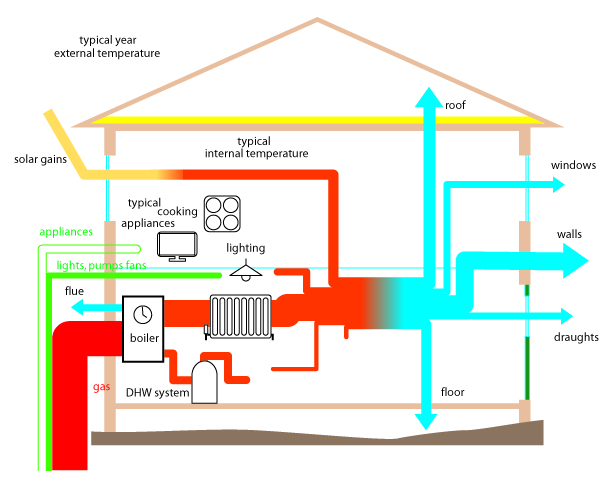 typical year
external temperature
roof
typical
internal temperature
solar gains
windows
typical
cooking
appliances
appliances
walls
lighting
lights, pumps fans
flue
boiler
draughts
gas
DHW system
floor